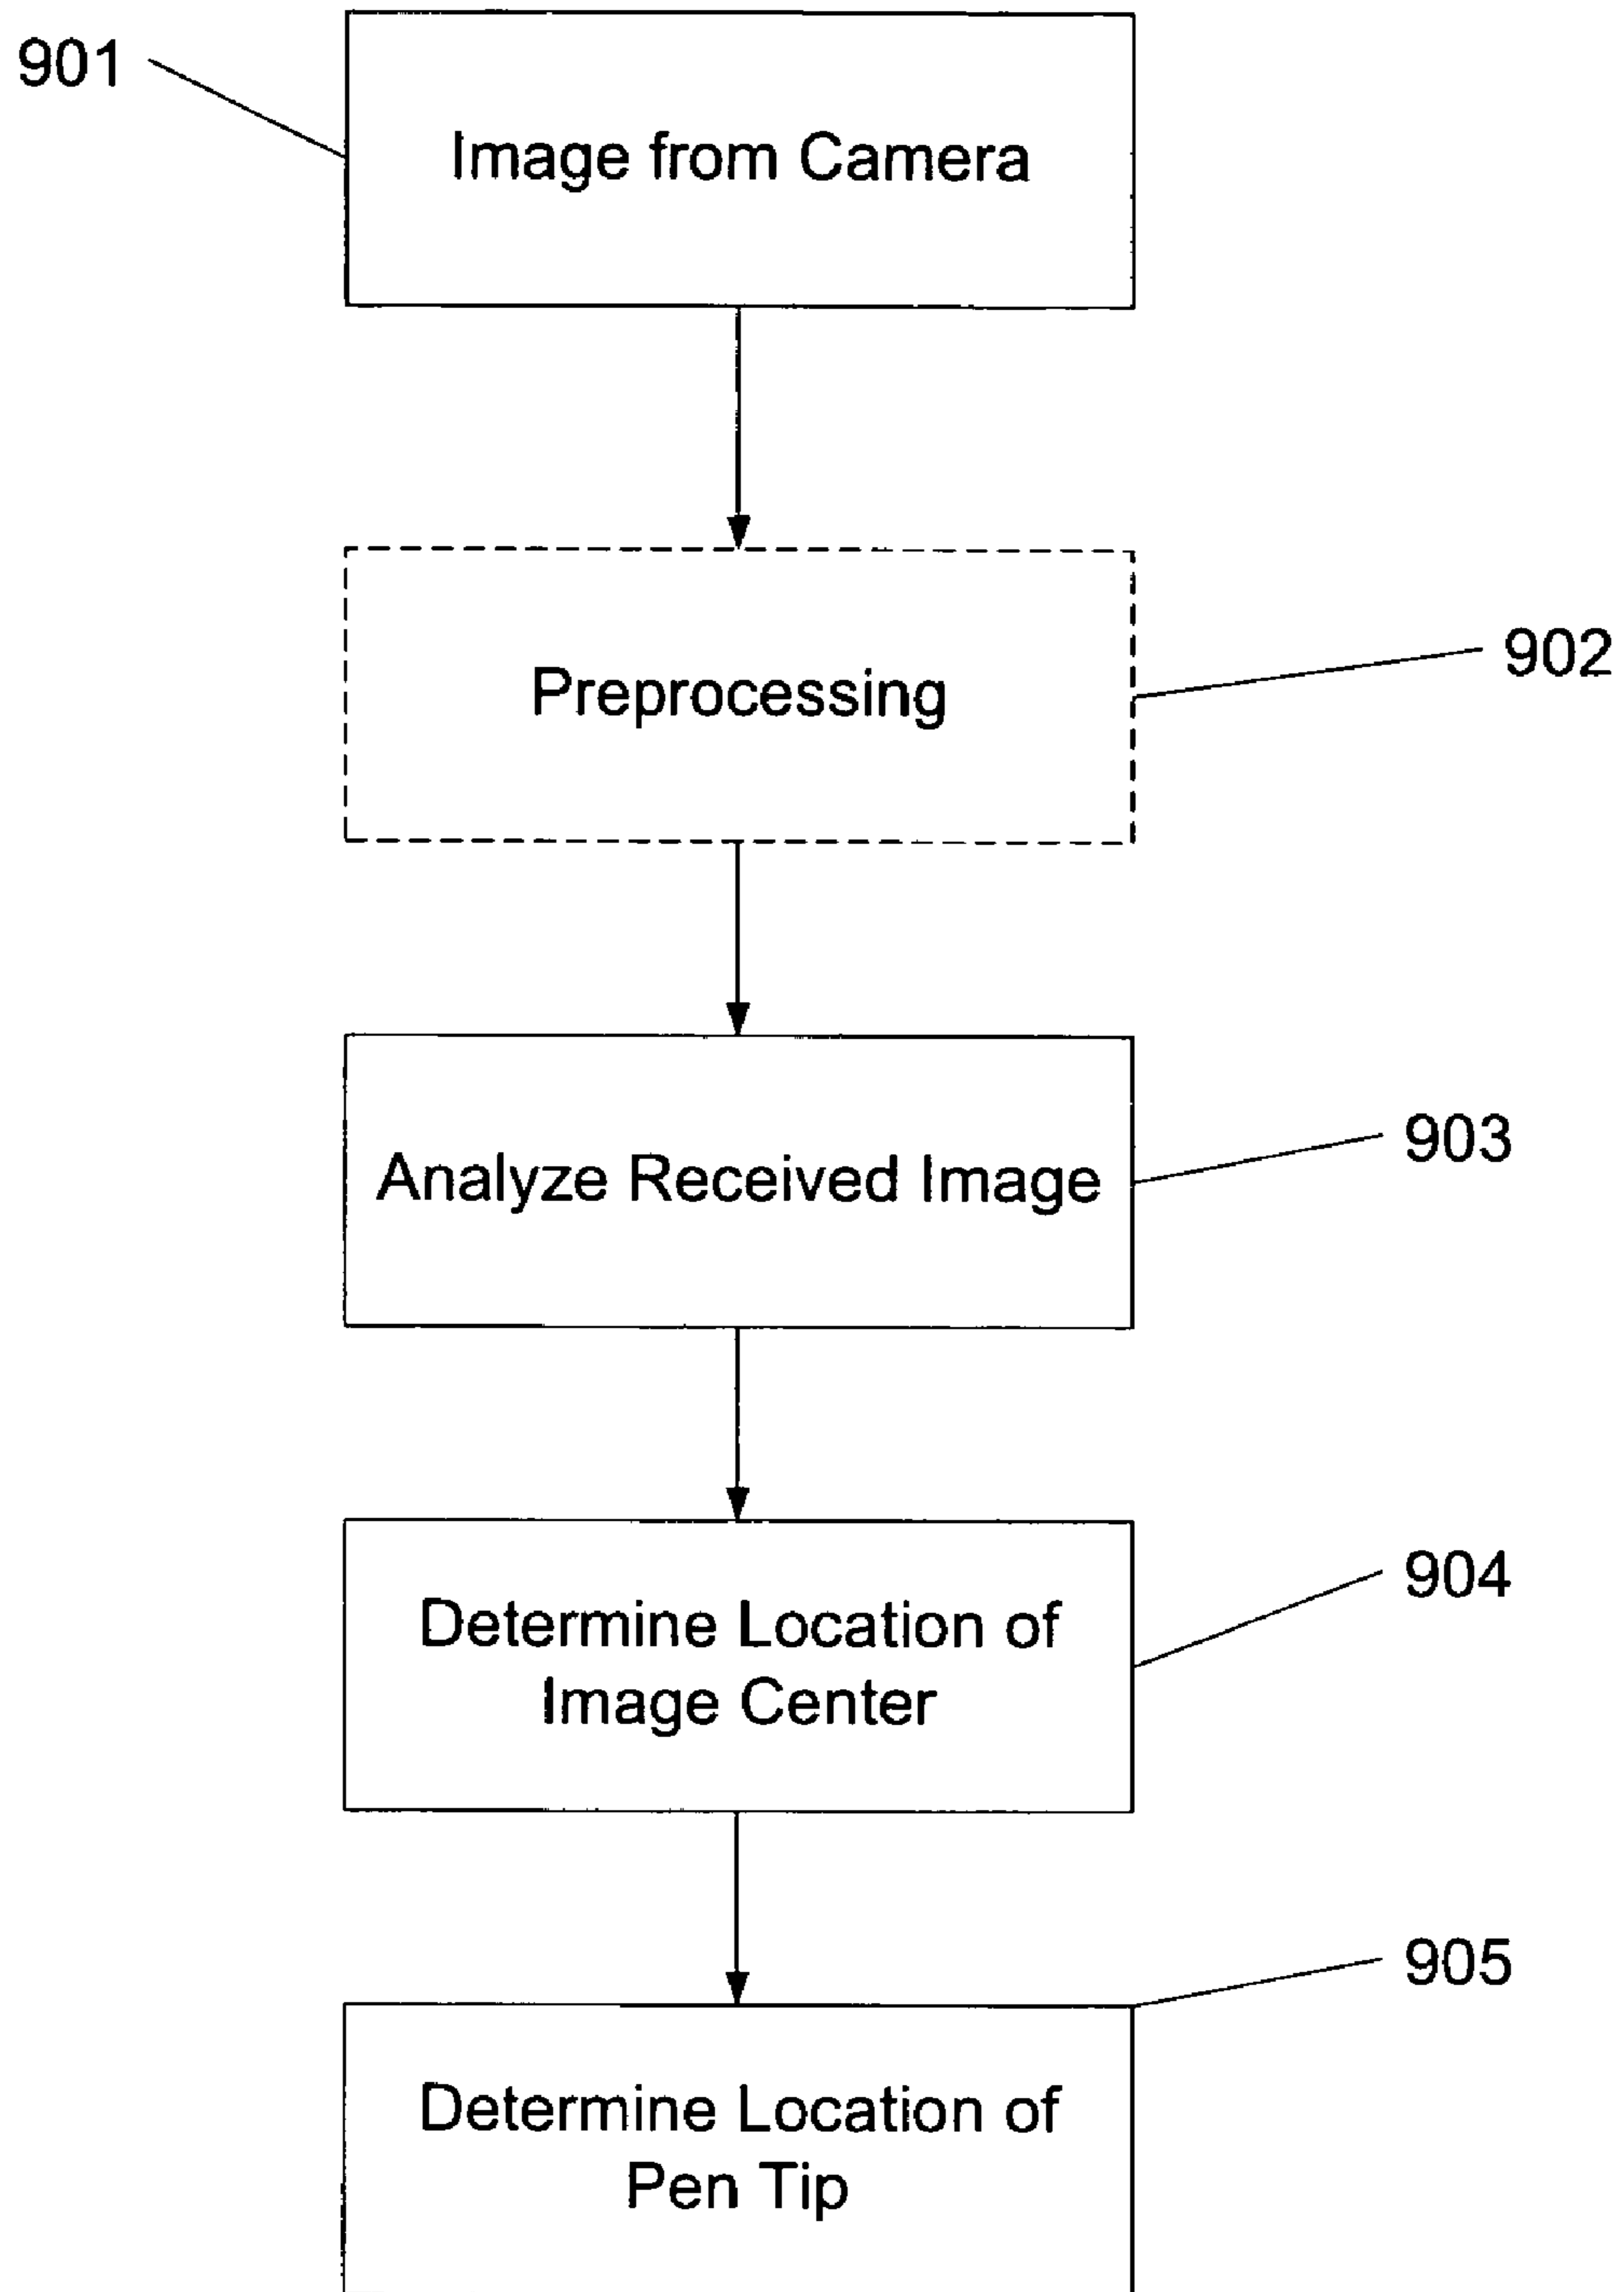 901
Image from Camera
902
Preprocessing
903
Analyze Received Image
904
Determine Location of
Image Center
905
Determine Location of
Pen Tip